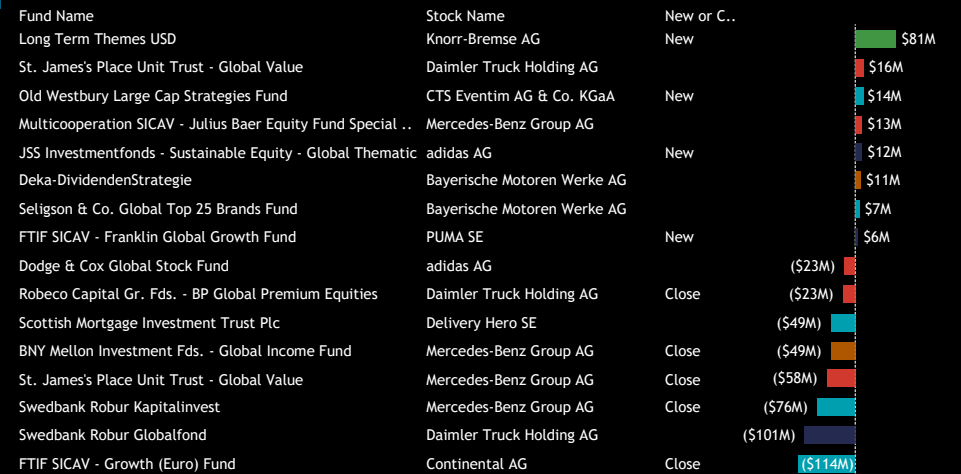 Fund Name Stock Name New or C..
Long Term Themes USD Knorr-Bremse AG New $81M
St. James's Place Unit Trust - Global Value Daimler Truck Holding AG $16M
Old Westbury Large Cap Strategies Fund CTS Eventim AG & Co. KGaA New $14M
Multicooperation SICAV - Julius Baer Equity Fund Special .. Mercedes-Benz Group AG $13M
JSS Investmentfonds - Sustainable Equity - Global Thematic adidas AG New $12M
Deka-DividendenStrategie Bayerische Motoren Werke AG $11M
Seligson & Co. Global Top 25 Brands Fund Bayerische Motoren Werke AG $7M
FTIF SICAV - Franklin Global Growth Fund PUMA SE New $6M
Dodge & Cox Global Stock Fund adidas AG ($23M)
Robeco Capital Gr. Fds. - BP Global Premium Equities Daimler Truck Holding AG Close ($23M)
Scottish Mortgage Investment Trust Plc Delivery Hero SE ($49M)
BNY Mellon Investment Fds. - Global Income Fund Mercedes-Benz Group AG Close ($49M)
St. James's Place Unit Trust - Global Value Mercedes-Benz Group AG Close ($58M)
Swedbank Robur Kapitalinvest Mercedes-Benz Group AG Close ($76M)
Swedbank Robur Globalfond Daimler Truck Holding AG ($101M)
FTIF SICAV - Growth (Euro) Fund Continental AG Close ($114M)